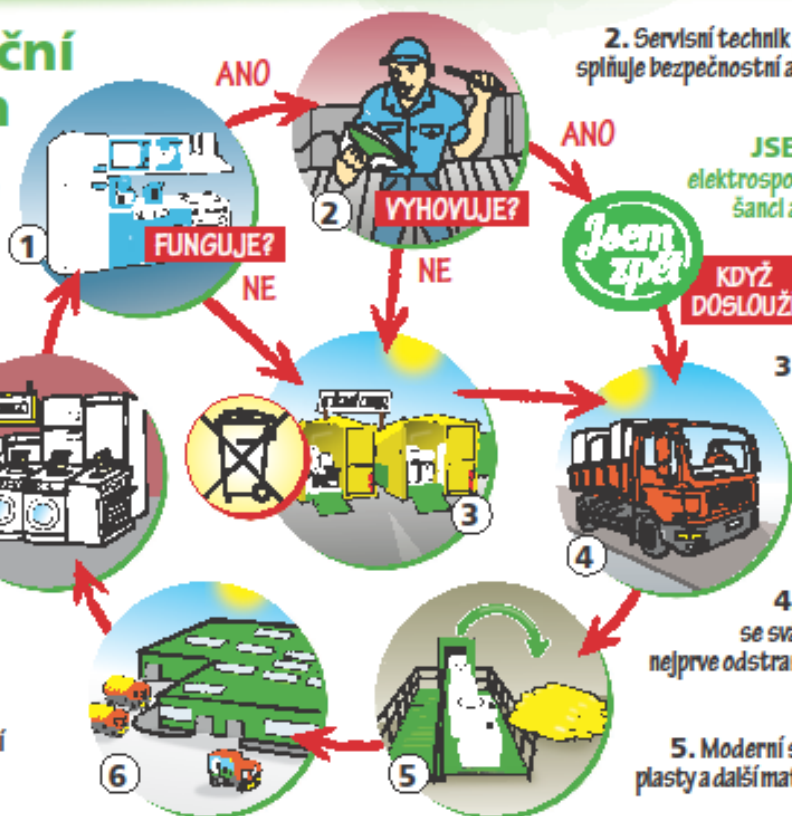 ční
ANO
2. Servisní technik
splňuje bezpečnostní a
ANO
JSE
elektrospo
šanci a
1
2
VYHOVUJE?
FUNGUJE?
NE
NE
Jsem
zpět
KDYŽ
DOSLOUŽ
3
3
4
4
se sva
nejprve odstran
í
6
5
5. Moderní s
plasty a další mat